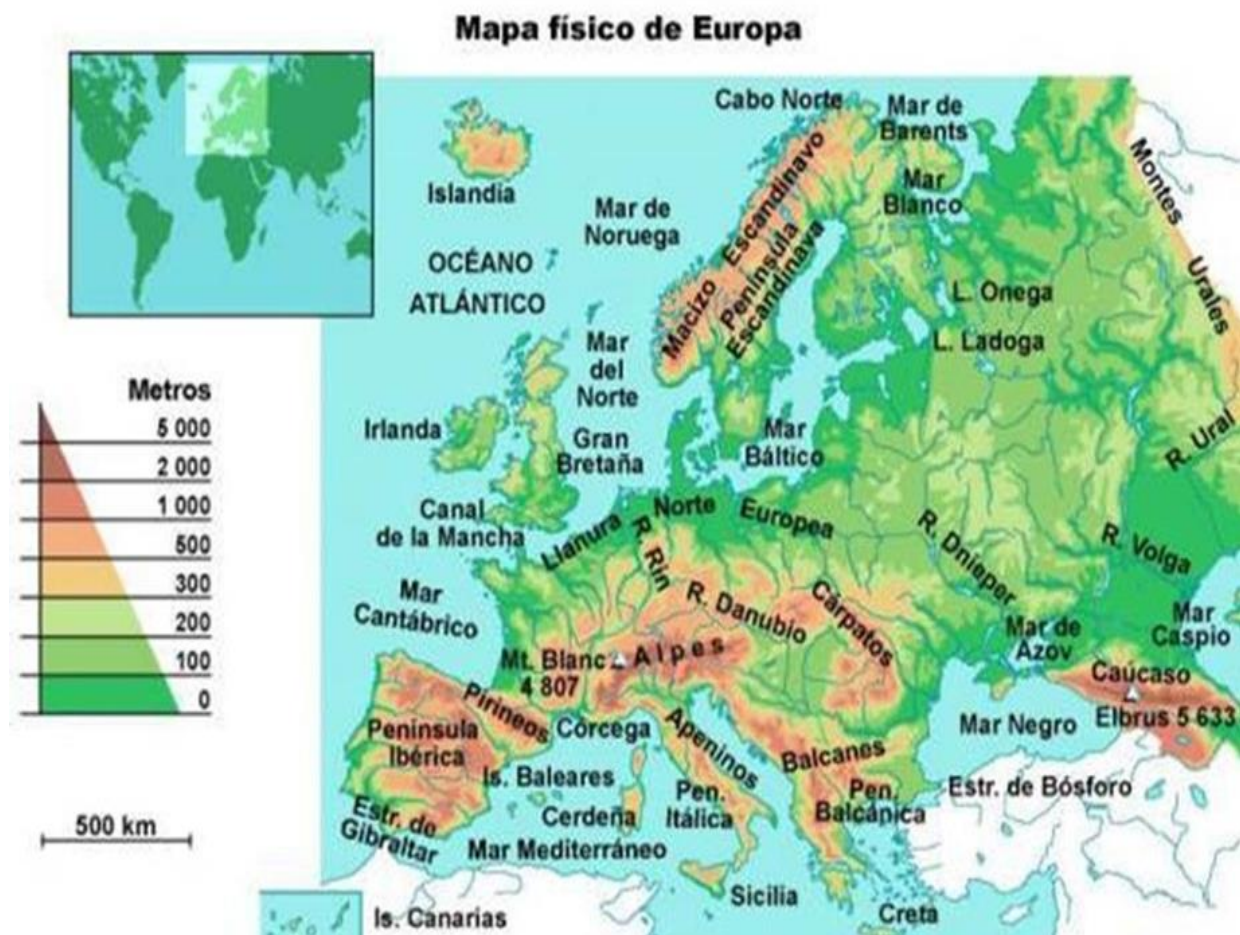 Mapa físico de Europa
Cabo Norte
Mar de
Barents
Islandia
Mar de
Noruega
Macizo Escandinavo
Península
Escandinava
Mar
Blanco
Montes Urales
OCÉANO
ATLÁNTICO
L. Onega
L. Ladoga
Mar
del
Norte
Metros
5 000
2 000
1 000
500
300
200
100
0
Irlanda
Gran
Bretaña
Mar
Báltico
R. Ural
Canal
de la Mancha
Llanura Norte Europea
R. Rin
R. Dnieper
R. Volga
Mar
Cantábrico
R. Danubio
Cárpatos
Mar de
Azov
Mar
Caspio
Mt. Blanc
4 807
Alpes
Caúcaso
Elbrus 5 633
Pirineos
Península
Ibérica
Córcega
Apeninos
Balcanes
Mar Negro
Is. Baleares
Cerdeña
Pen.
Itálica
Pen.
Balcánica
Estr. de Bósforo
500 km
Estr. de
Gibraltar
Mar Mediterráneo
Sicilia
Creta
Is. Canarias